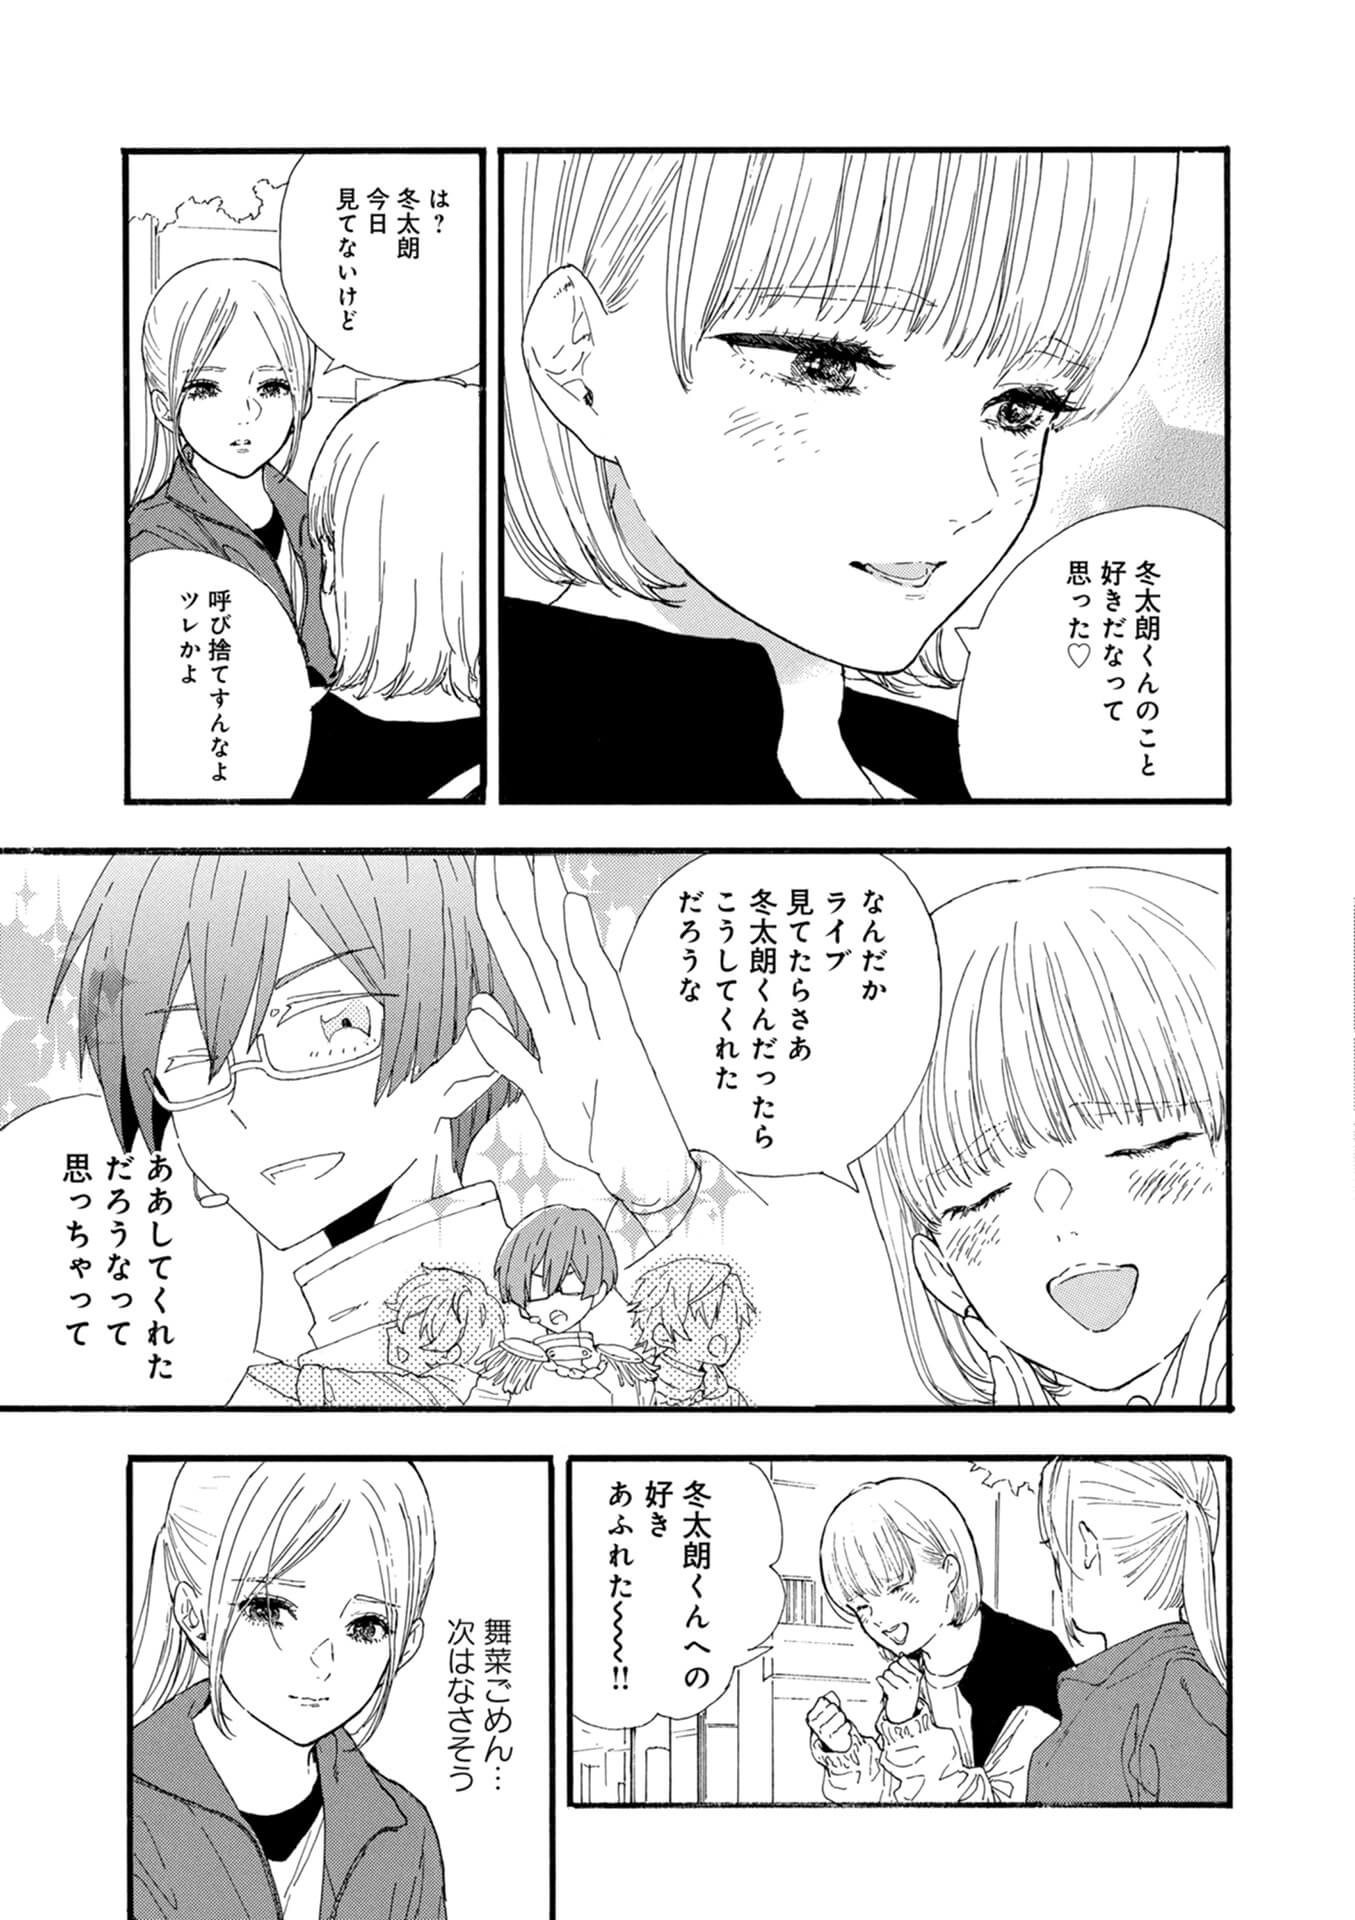 冬太朗くんのこと
好きだなって
思った♡
は？
冬太朗
今日
見てないけど
呼び捨てすんなよ
ツレかよ
なんだか
ライブ
見てたらさあ
冬太朗くんだったら
こうしてくれた
だろうな
ああしてくれた
だろうなって
思っちゃって
冬太朗くんへの
好き
あふれた〜〜〜!!
舞菜ごめん…
次はなさそう